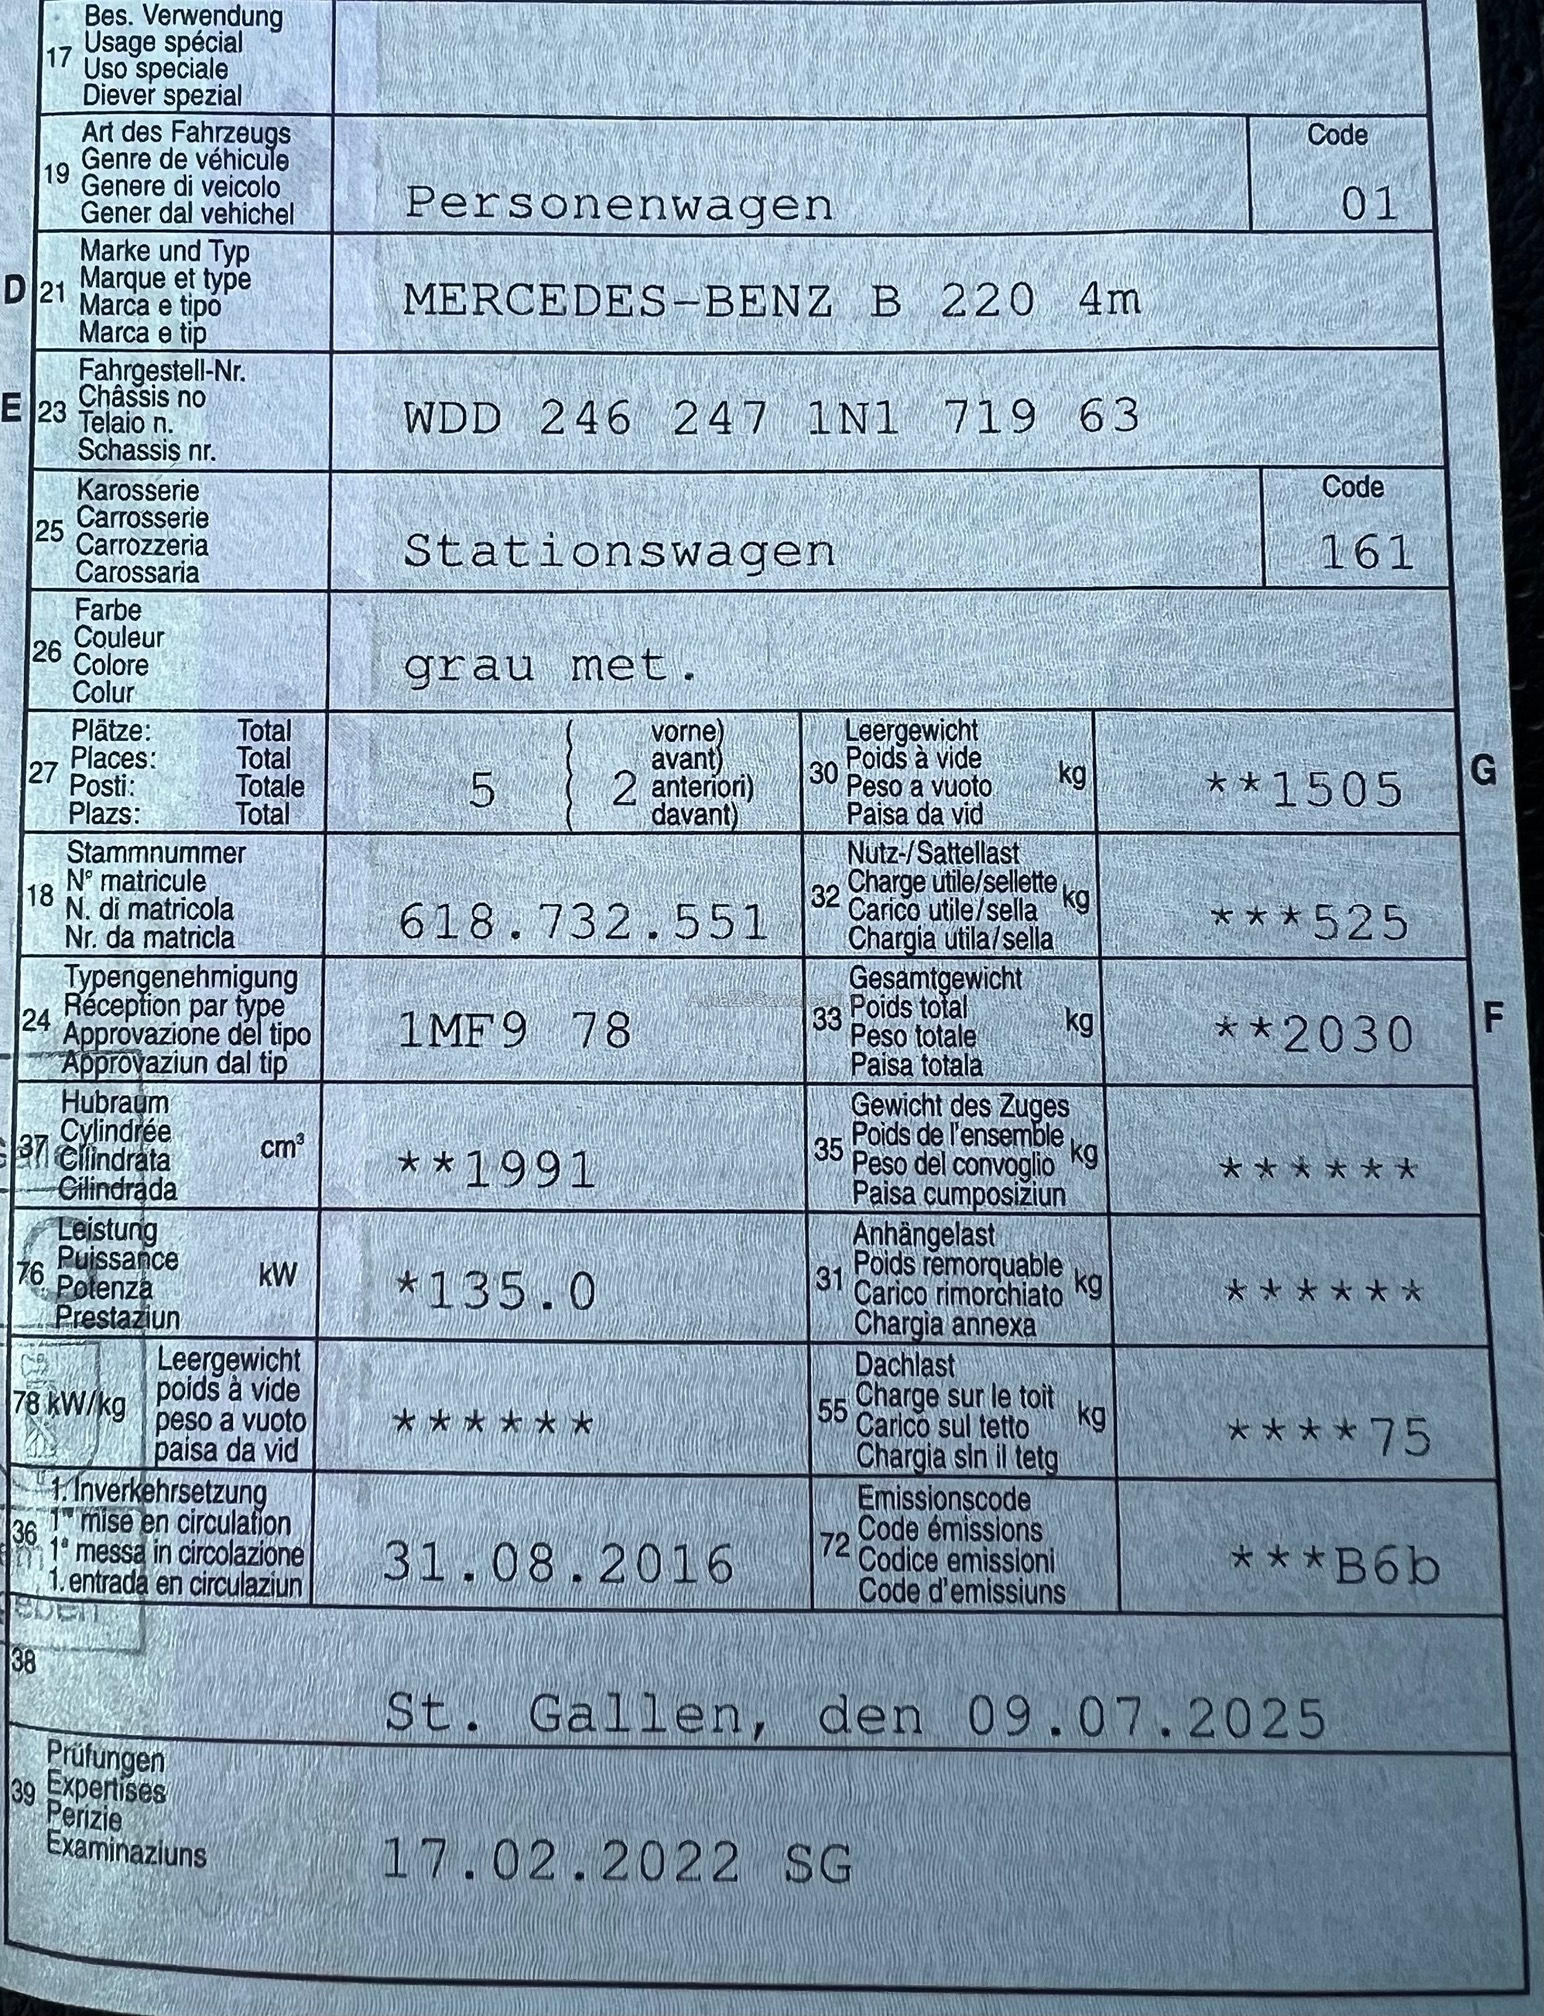 17 Bes. Verwendung
Usage spécial
Uso speciale
Diever spezial
19 Art des Fahrzeugs
Genre de véhicule
Genere di veicolo
Gener dal vehichel
Personenwagen
Code
01
D 21 Marke und Typ
Marque et type
Marca e tipo
Marca e tip
MERCEDES-BENZ B 220 4m
E 23 Fahrgestell-Nr.
Châssis no
Telaio n.
Schassis nr.
WDD 246 247 1N1 719 63
25 Karosserie
Carrosserie
Carrozzeria
Carossaria
Stationswagen
Code
161
26 Farbe
Couleur
Colore
Colur
grau met.
27 Plätze: Total
Places: Total
Posti: Totale
Plazs: Total
5 ( 2 vorne)
avant)
anteriori)
davant)
30 Leergewicht
Poids à vide
Peso a vuoto
Paisa da vid
kg
**1505
G
18 Stammnummer
Nº matricule
N. di matricola
Nr. da matricla
618.732.551
32 Nutz-/Sattellast
Charge utile/sellette
Carico utile/sella
Chargia utila/sella
kg
***525
24 Typengenehmigung
Réception par type
Approvazione del tipo
Approvaziun dal tip
1MF9 78
33 Gesamtgewicht
Poids total
Peso totale
Paisa totala
kg
**2030
F
37 Hubraum
Cylindrée
Cilindrata
Cilindrada
cm³
**1991
35 Gewicht des Zuges
Poids de l'ensemble
Peso del convoglio
Paisa cumposiziun
kg
******
76 Leistung
Puissance
Potenza
Prestaziun
kW
*135.0
31 Anhängelast
Poids remorquable
Carico rimorchiato
Chargia annexa
kg
******
78 kW/kg
Leergewicht
poids à vide
peso a vuoto
paisa da vid
******
55 Dachlast
Charge sur le toit
Carico sul tetto
Chargia sin il tetg
kg
****75
36 1. Inverkehrsetzung
1re mise en circulation
1a messa in circolazione
1. entrada en circulaziun
31.08.2016
72 Emissionscode
Code émissions
Codice emissioni
Code d'emissiuns
***B6b
38
St. Gallen, den 09.07.2025
39 Prüfungen
Expertises
Perizie
Examinaziuns
17.02.2022 SG